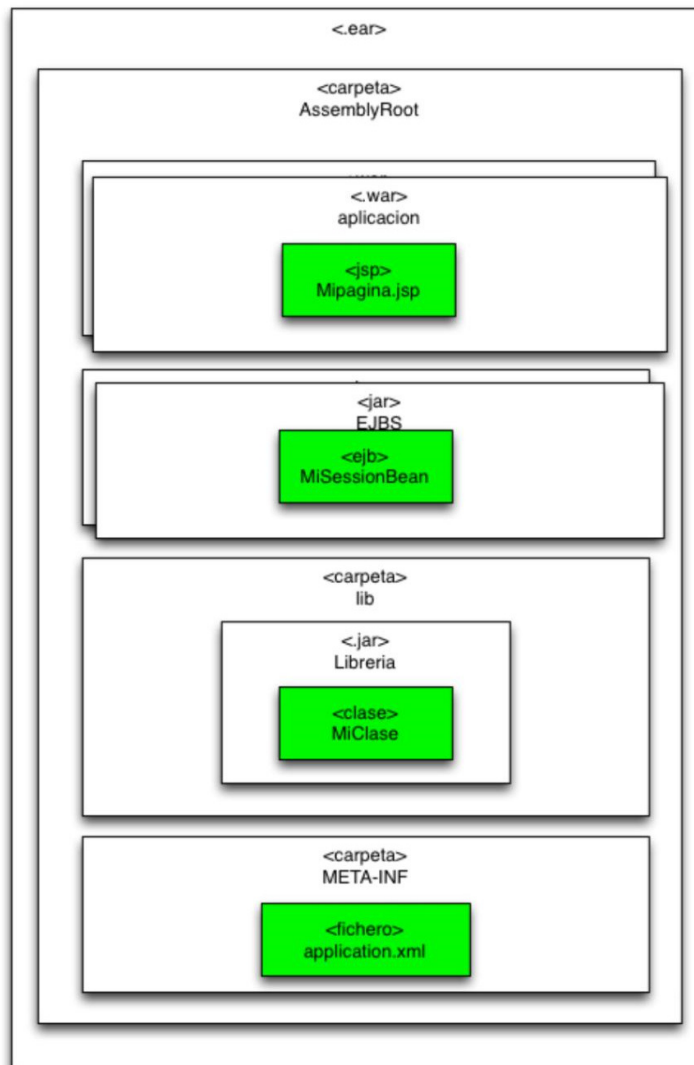 <.ear>
<carpeta>
AssemblyRoot
<.war>
aplicacion
<jsp>
Mipagina.jsp
<jar>
EJBS
<ejb>
MiSessionBean
<carpeta>
lib
<.jar>
Libreria
<clase>
MiClase
<carpeta>
META-INF
<fichero>
application.xml